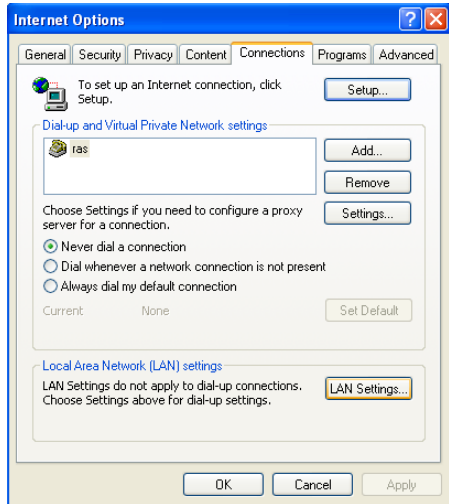 Internet Options
General Security Privacy Content Connections Programs Advanced
To set up an Internet connection, click
Setup.
Setup...
Dial-up and Virtual Private Network settings
ras
Add...
Remove
Choose Settings if you need to configure a proxy
server for a connection.
Settings...
Never dial a connection
Dial whenever a network connection is not present
Always dial my default connection
Current None
Set Default
Local Area Network (LAN) settings
LAN Settings do not apply to dial-up connections.
Choose Settings above for dial-up settings.
LAN Settings...
OK Cancel Apply